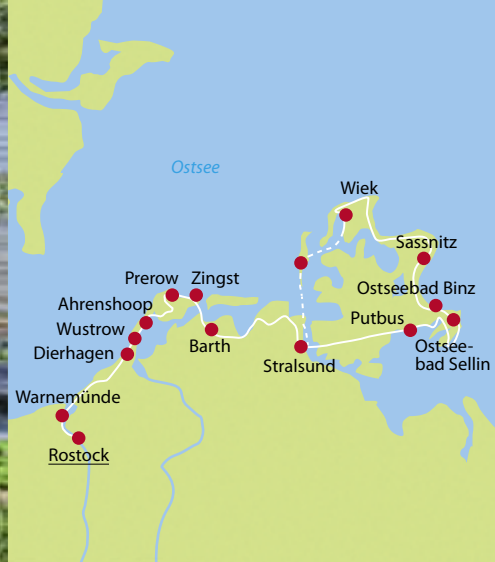 Ostsee
Wiek
Sassnitz
Prerow
Zingst
Ostseebad Binz
Ahrenshoop
Putbus
Wustrow
Barth
Ostsee-
bad Sellin
Dierhagen
Stralsund
Warnemünde
Rostock